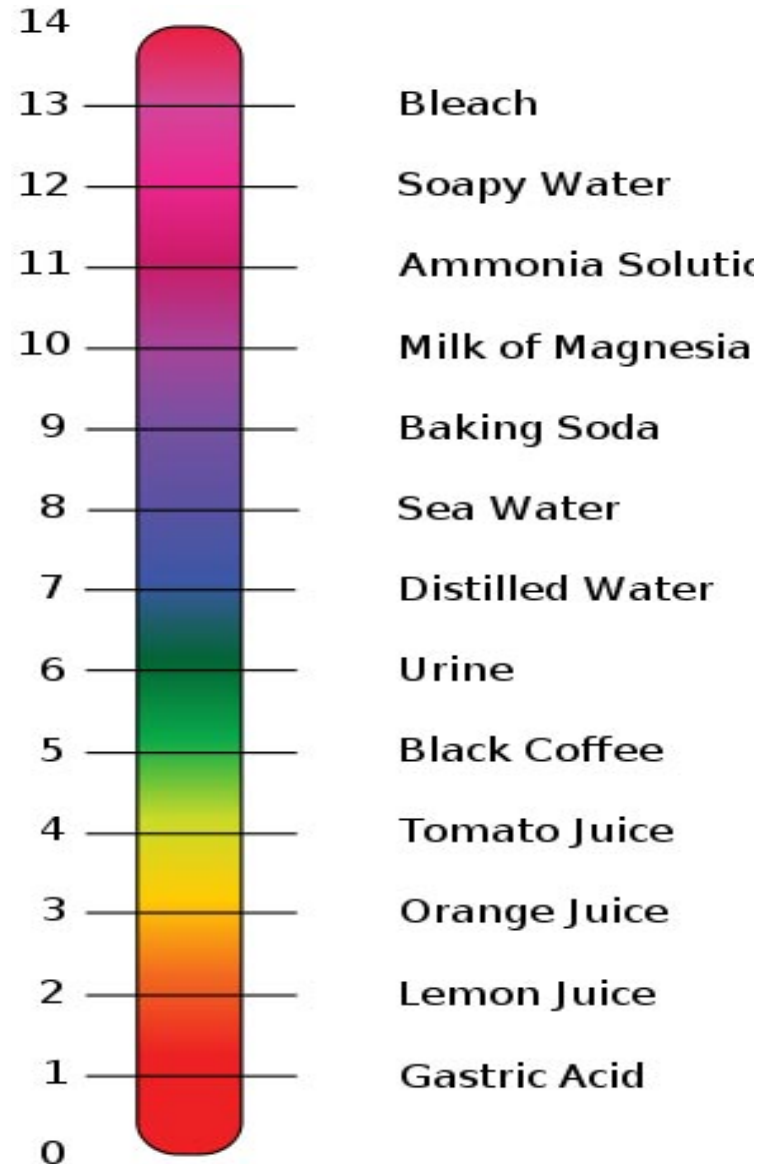 14
13 Bleach
12 Soapy Water
11 Ammonia Solutic
10 Milk of Magnesia
9 Baking Soda
8 Sea Water
7 Distilled Water
6 Urine
5 Black Coffee
4 Tomato Juice
3 Orange Juice
2 Lemon Juice
1 Gastric Acid
0